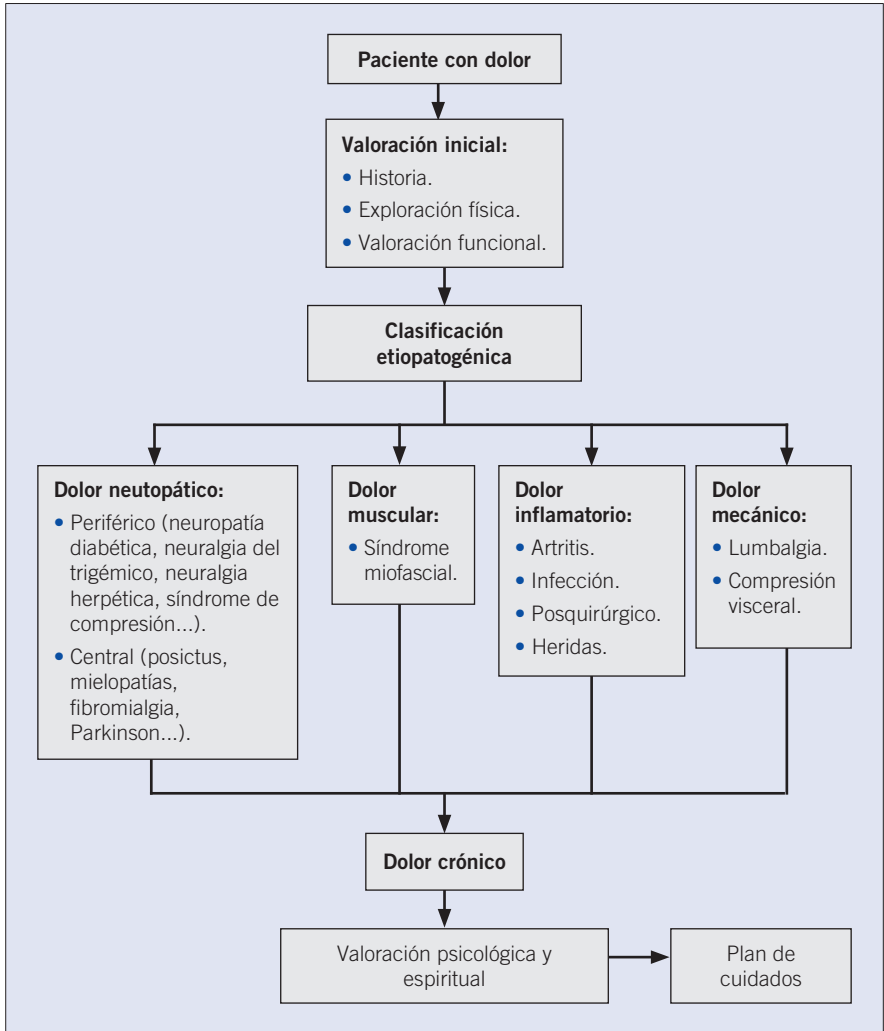 Paciente con dolor
Valoración inicial:
• Historia.
• Exploración física.
• Valoración funcional.
Clasificación
etiopatogénica
Dolor neutopático:
• Periférico (neuropatía
diabética, neuralgia del
trigémico, neuralgia
herpética, síndrome de
compresión...).
• Central (posictus,
mielopatías,
fibromialgia,
Parkinson...).
Dolor
muscular:
• Síndrome
miofascial.
Dolor
inflamatorio:
• Artritis.
• Infección.
• Posquirúrgico.
• Heridas.
Dolor
mecánico:
• Lumbalgia.
• Compresión
visceral.
Dolor crónico
Valoración psicológica y
espiritual
Plan de
cuidados